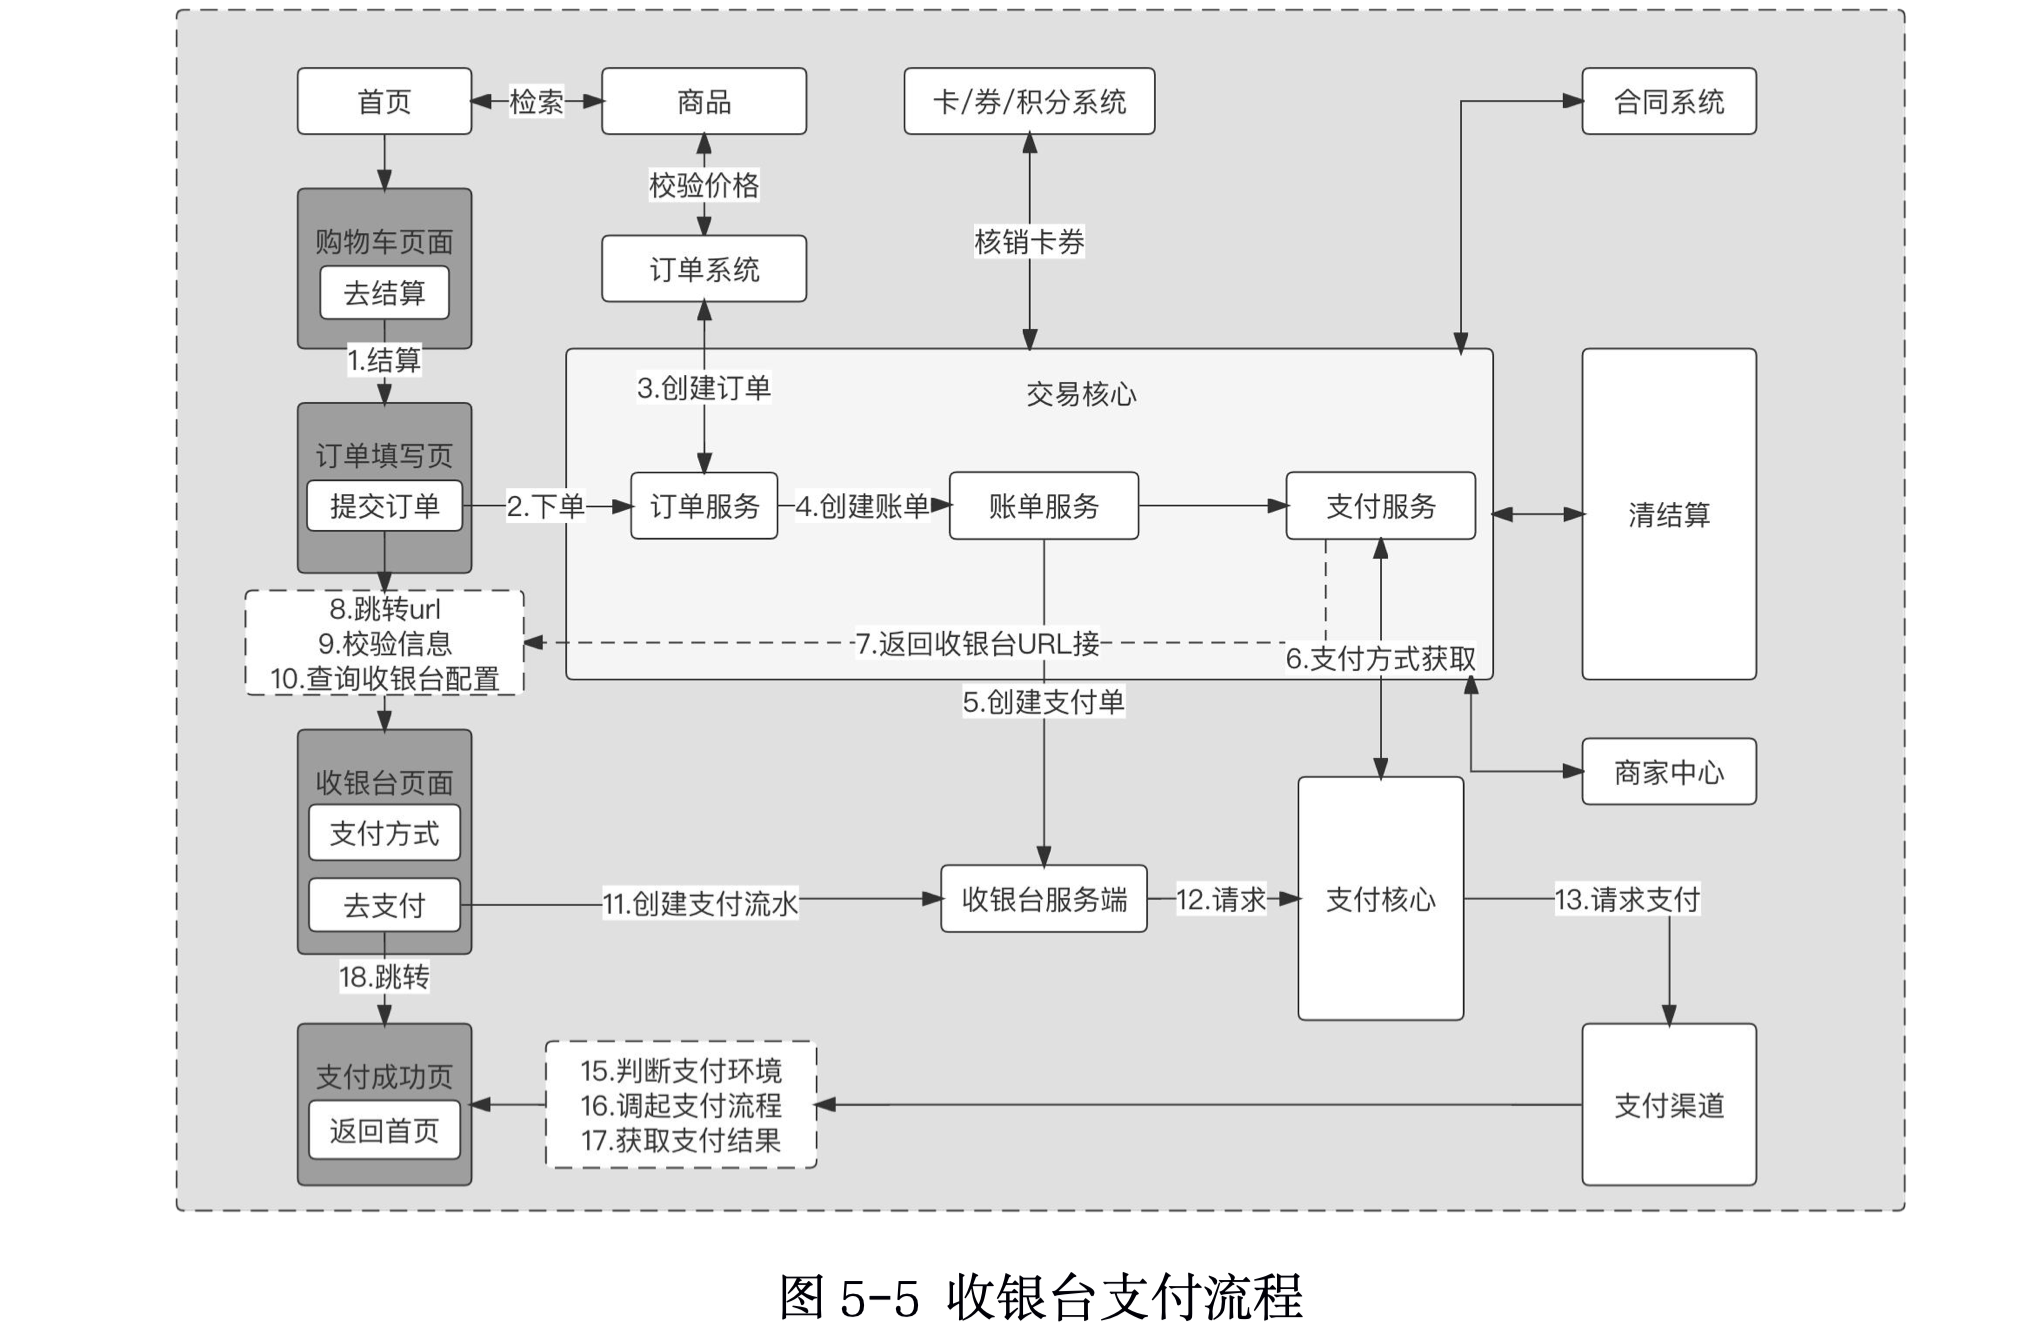 首页
检索
商品
卡/券/积分系统
合同系统
校验价格
购物车页面
去结算
核销卡券
订单系统
1.结算
3.创建订单
交易核心
订单填写页
提交订单
2.下单
订单服务
4.创建账单
账单服务
支付服务
清结算
8.跳转url
9.校验信息
10.查询收银台配置
7.返回收银台URL接
6.支付方式获取
5.创建支付单
收银台页面
支付方式
去支付
商家中心
11.创建支付流水
收银台服务端
12.请求
支付核心
13.请求支付
18.跳转
支付成功页
返回首页
15.判断支付环境
16.调起支付流程
17.获取支付结果
支付渠道
图 5-5 收银台支付流程